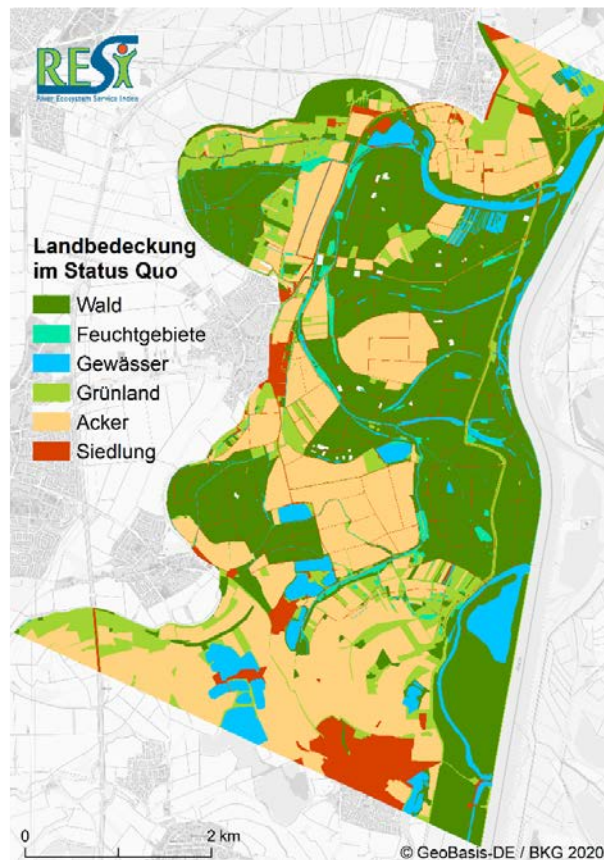 RESI
River Ecosystem Service Index
Landbedeckung
im Status Quo
Wald
Feuchtgebiete
Gewässer
Grünland
Acker
Siedlung
0 2 km
© GeoBasis-DE / BKG 2020